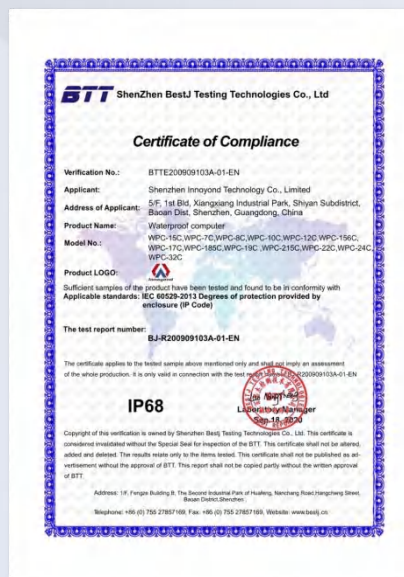 BTT ShenZhen BestJ Testing Technologies Co., Ltd
Certificate of Compliance
Verification No.: BTTE200909103A-01-EN
Applicant: Shenzhen Innoyond Technology Co., Limited
Address of Applicant: 5/F, 1st Bld, Xiangxiang Industrial Park, Shiyan Subdistrict,
Baoan Dist, Shenzhen, Guangdong, China
Product Name: Waterproof computer
Model No.: WPC-15C,WPC-7C,WPC-8C,WPC-10C,WPC-12C,WPC-156C,
WPC-17C,WPC-185C,WPC-19C ,WPC-215C,WPC-22C,WPC-24C,
WPC-32C
Product LOGO:
Sufficient samples of the product have been tested and found to be in conformity with
Applicable standards: IEC 60529-2013 Degrees of protection provided by
enclosure (IP Code)
The test report number:
BJ-R200909103A-01-EN
The certificate applies to the tested sample above mentioned only and shall not imply an assessment
of the whole production. it is only valid in connection with the test report BJ-R200909103A-01-EN
IP68
Laboratory Manager
Sep.18, 2020
Copyright of this verification is owned by Shenzhen BestJ Testing Technologies Co., Ltd. This certificate is
considered invalidated without the Special Seal for inspection of the BTT. This certificate shall not be altered,
added and deleted. The results relate only to the items tested. This certificate shall not be published as ad-
vertisement without the approval of BTT. This report shall not be copied partly without the written approval
of BTT.
Address: 1/F, Fengze Building B, The Second Industrial Park of Huafeng, Nanchang Road,Hangcheng Street,
Baoan District,Shenzhen
Telephone: +86 (0) 755 27857169, Fax: +86 (0) 755 27857169, Website: www.bestj.cn